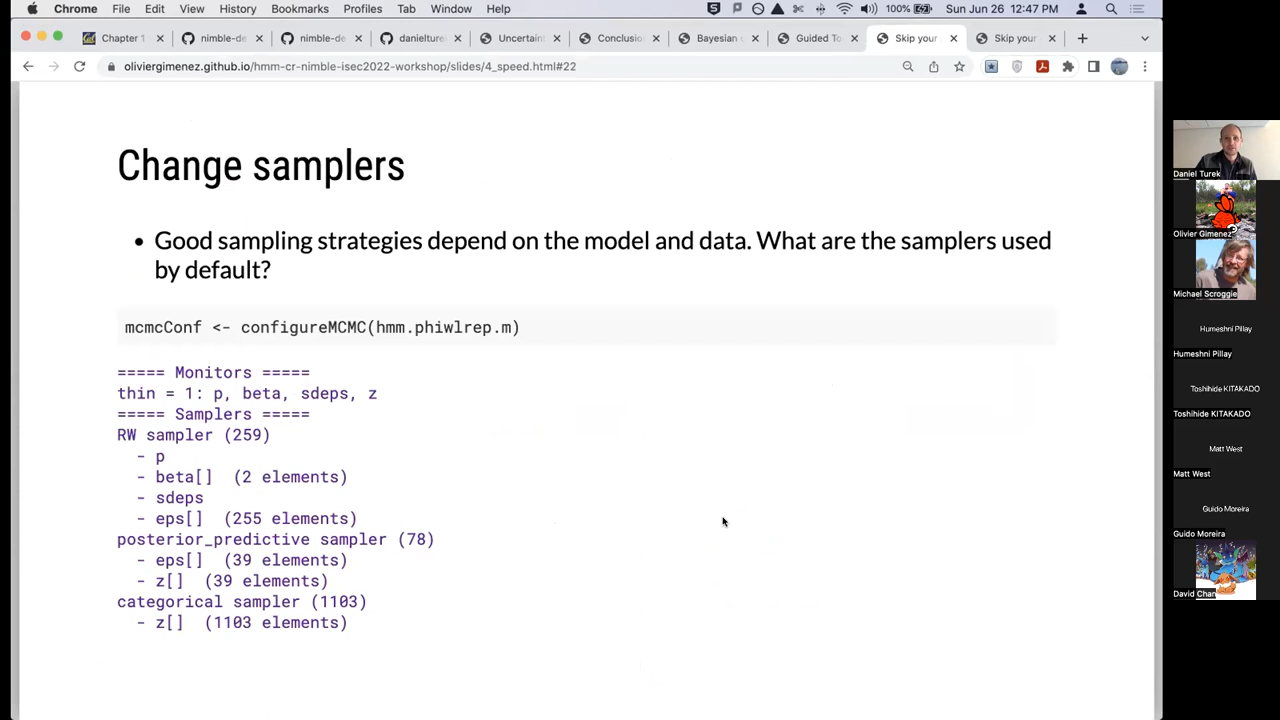 Chrome File Edit View History Bookmarks Profiles Tab Window Help 100% Sun Jun 26 12:47 PM
Chapter 1 nimble-de nimble-de danielture Uncertain Conclusio Bayesian Guided To Skip your Skip your
oliviergimenez.github.io/hmm-cr-nimble-isec2022-workshop/slides/4_speed.html#22
Change samplers
• Good sampling strategies depend on the model and data. What are the samplers used
by default?
mcmcConf <- configureMCMC(hmm.phiwlrep.m)
===== Monitors =====
thin = 1: p, beta, sdeps, z
===== Samplers =====
RW sampler (259)
- p
- beta[] (2 elements)
- sdeps
- eps[] (255 elements)
posterior_predictive sampler (78)
- eps[] (39 elements)
- z[] (39 elements)
categorical sampler (1103)
- z[] (1103 elements)
Daniel Turek
Olivier Gimenez
Michael Scroggie
Humeshni Pillay
Humeshni Pillay
Toshihide KITAKADO
Toshihide KITAKADO
Matt West
Matt West
Guido Moreira
Guido Moreira
David Chan